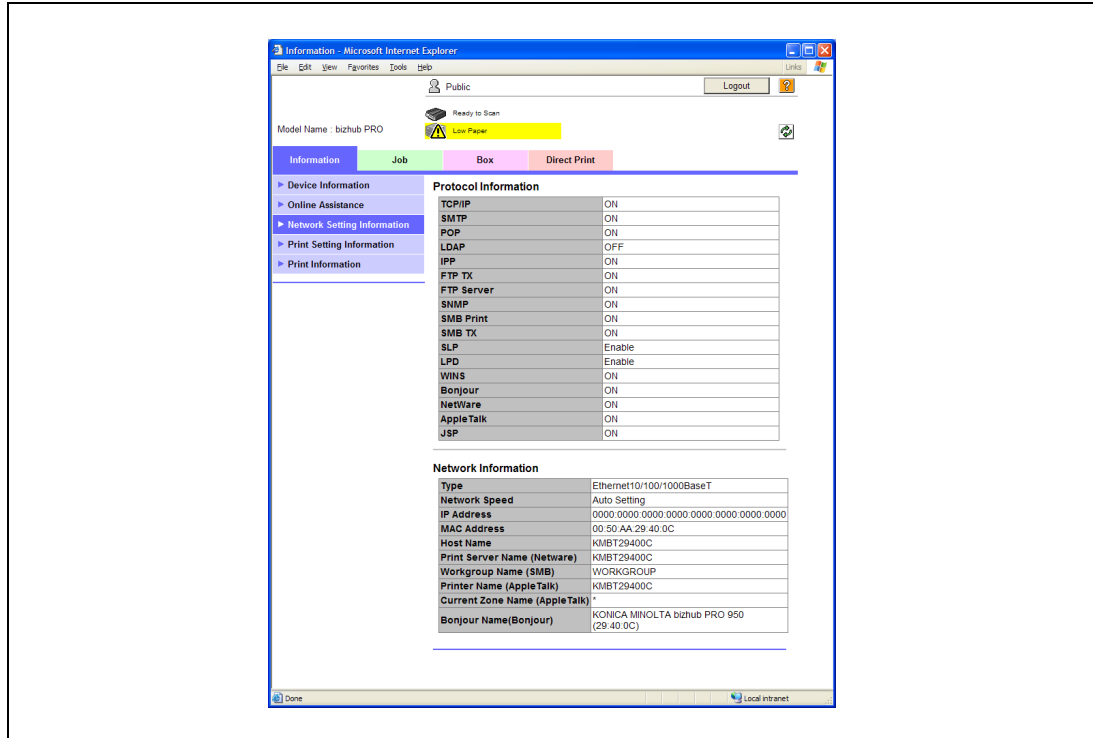 Information - Microsoft Internet Explorer
File Edit View Favorites Tools Help Links
Public Logout ?
Ready to Scan
Model Name : bizhub PRO
Low Paper
Information Job Box Direct Print
Device Information
Online Assistance
Network Setting Information
Print Setting Information
Print Information
Protocol Information
TCP/IP ON
SMTP ON
POP ON
LDAP OFF
IPP ON
FTP TX ON
FTP Server ON
SNMP ON
SMB Print ON
SMB TX ON
SLP Enable
LPD Enable
WINS ON
Bonjour ON
NetWare ON
AppleTalk ON
JSP ON
Network Information
Type Ethernet10/100/1000BaseT
Network Speed Auto Setting
IP Address 0000:0000:0000:0000:0000:0000:0000:0000
MAC Address 00:50:AA:29:40:0C
Host Name KMBT29400C
Print Server Name (Netware) KMBT29400C
Workgroup Name (SMB) WORKGROUP
Printer Name (AppleTalk) KMBT29400C
Current Zone Name (AppleTalk) *
Bonjour Name(Bonjour) KONICA MINOLTA bizhub PRO 950
(29:40:0C)
Done Local intranet